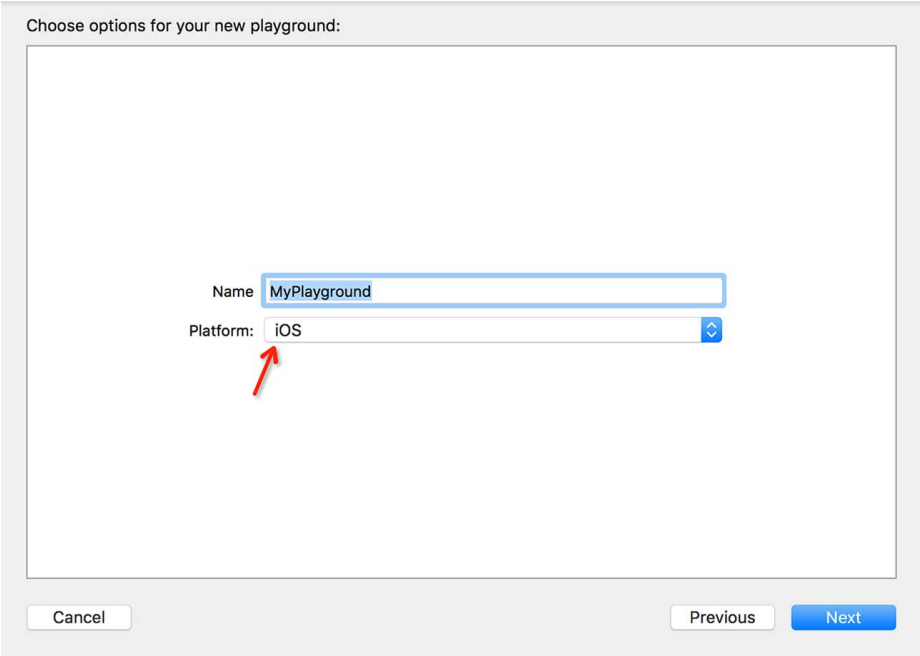 Choose options for your new playground:
Name MyPlayground
Platform: iOS
Cancel Previous Next